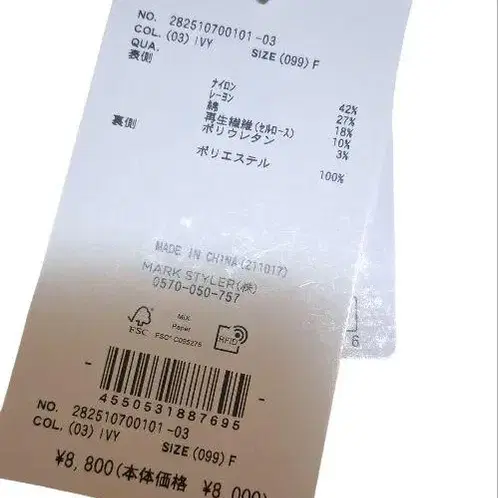 NO. 282510700101-03
COL. (03) IVY SIZE (099) F
QUA.
表側
ナイロン 42%
レーヨン 27%
綿 18%
再生繊維(セルロース) 10%
ポリウレタン 3%
裏側
ポリエステル 100%
MADE IN CHINA(211017)
MARK STYLER(株)
0570-050-757
FSC
MIX
Paper
FSC® C095275
RFID
6
4550531887695
NO. 282510700101-03
COL. (03) IVY SIZE (099) F
¥8,800(本体価格 ¥8,000)